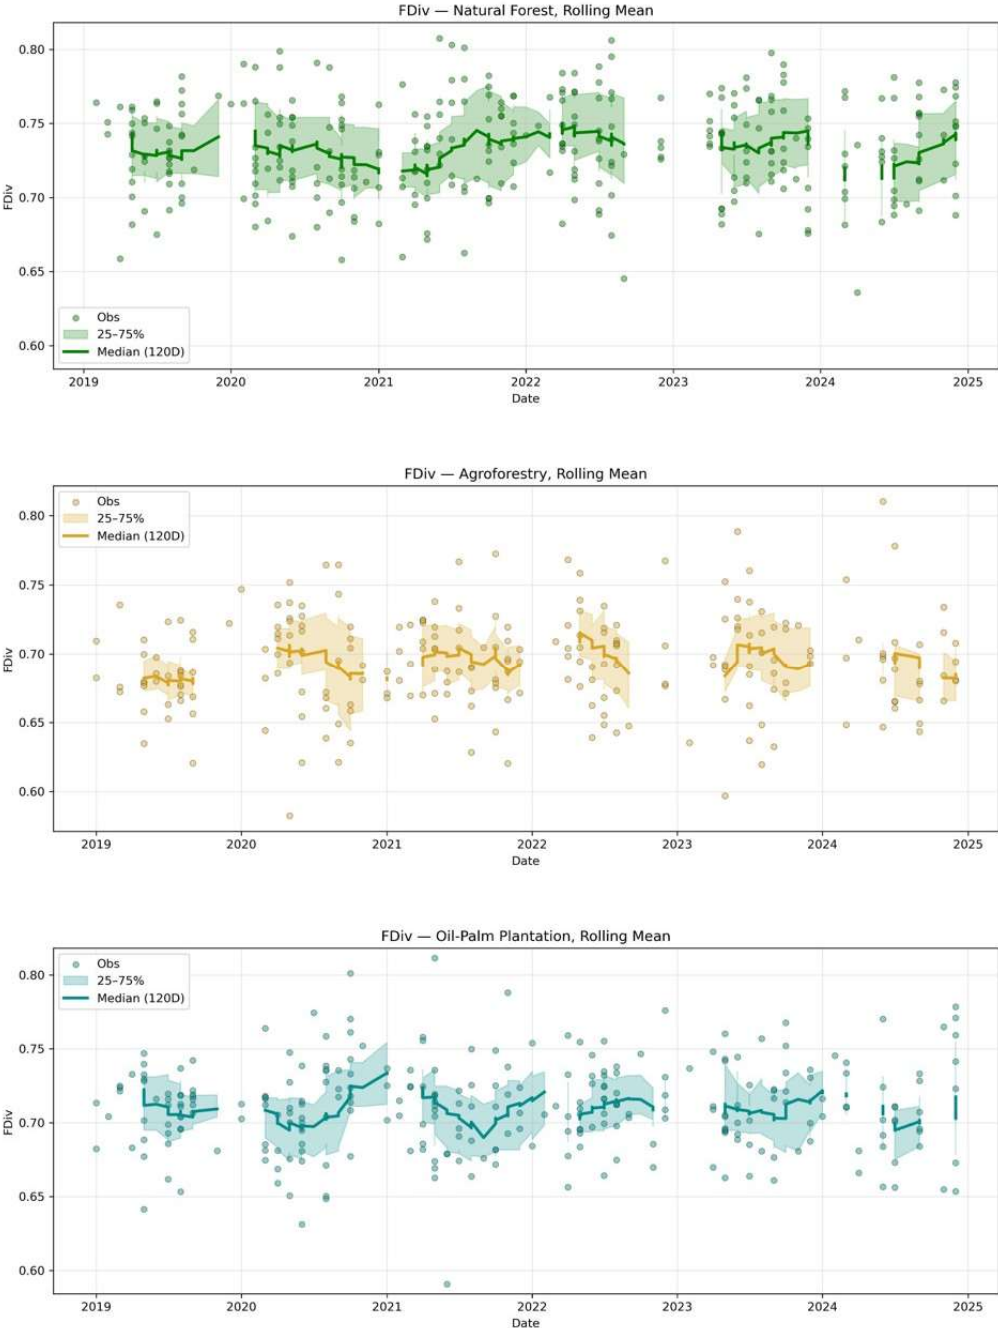 FDiv — Natural Forest, Rolling Mean
0.80
0.75
0.70
0.65
0.60
FDiv
Obs
25–75%
Median (120D)
2019 2020 2021 2022 2023 2024 2025
Date
FDiv — Agroforestry, Rolling Mean
Obs
25–75%
Median (120D)
0.80
0.75
0.70
0.65
0.60
FDiv
2019 2020 2021 2022 2023 2024 2025
Date
FDiv — Oil-Palm Plantation, Rolling Mean
Obs
25–75%
Median (120D)
0.80
0.75
0.70
0.65
0.60
FDiv
2019 2020 2021 2022 2023 2024 2025
Date